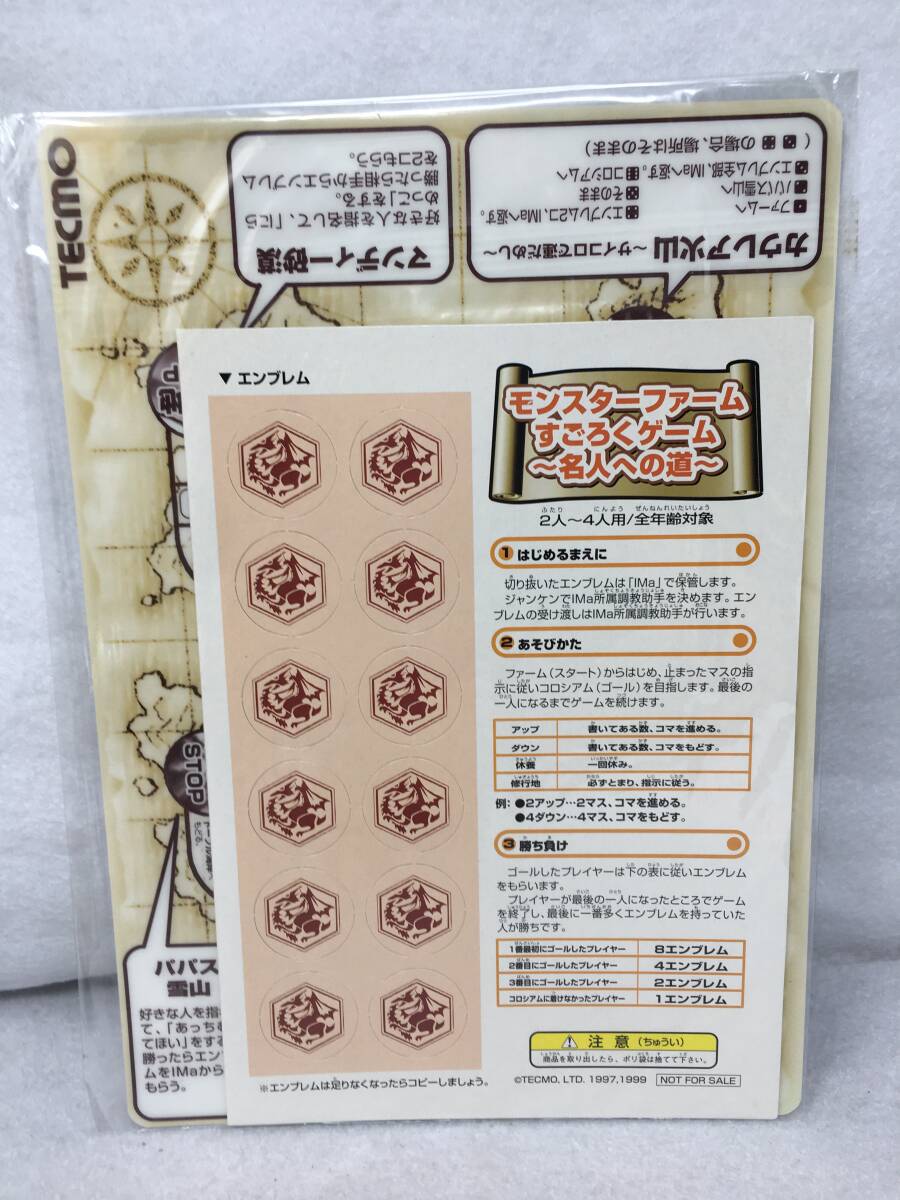 TECMO
好きな人を指名して、「にら
めっこ」をする。
勝ったら相手からエンブレム
を2コもらう。
マンディー砂漠
カウレア火山 ～サイコロで運だめし～
ファームへ
パパス雪山へ
エンブレム全部、IMaへ返す。
エンブレム2コ、IMaへ返す。
そのまま
コロシアムへ
( の場合、場所はそのまま)
STOP
パパス
雪山
好きな人を指
て、「あっちむ
てほい」をする
勝ったらエン
ムをIMaから
もらう。
▼ エンブレム
※エンブレムは足りなくなったらコピーしましょう。
モンスターファーム
すごろくゲーム
～名人への道～
2人～4人用/全年齢対象
1 はじめるまえに
切り抜いたエンブレムは「IMa」で保管します。
ジャンケンでIMa所属調教助手を決めます。エン
ブレムの受け渡しはIMa所属調教助手が行います。
2 あそびかた
ファーム(スタート)からはじめ、止まったマスの指
示に従いコロシアム(ゴール)を目指します。最後の
一人になるまでゲームを続けます。
アップ 書いてある数、コマを進める。
ダウン 書いてある数、コマをもどす。
休養 一回休み。
修行地 必ずとまり、指示に従う。
例：●2アップ…2マス、コマを進める。
●4ダウン…4マス、コマをもどす。
3 勝ち負け
ゴールしたプレイヤーは下の表に従いエンブレム
をもらいます。
プレイヤーが最後の一人になったところでゲーム
を終了し、最後に一番多くエンブレムを持っていた
人が勝ちです。
1番最初にゴールしたプレイヤー 8エンブレム
2番目にゴールしたプレイヤー 4エンブレム
3番目にゴールしたプレイヤー 2エンブレム
コロシアムに着けなかったプレイヤー 1エンブレム
注意 (ちゅうい)
商品を取り出したら、ポリ袋は捨てて下さい。
©TECMO, LTD. 1997,1999 NOT FOR SALE